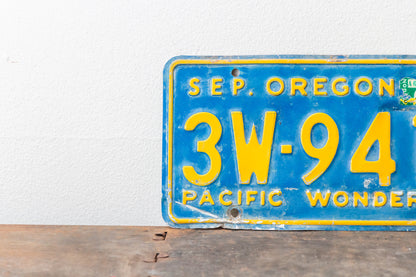 SEP. OREGON
3W-94
PACIFIC WONDER